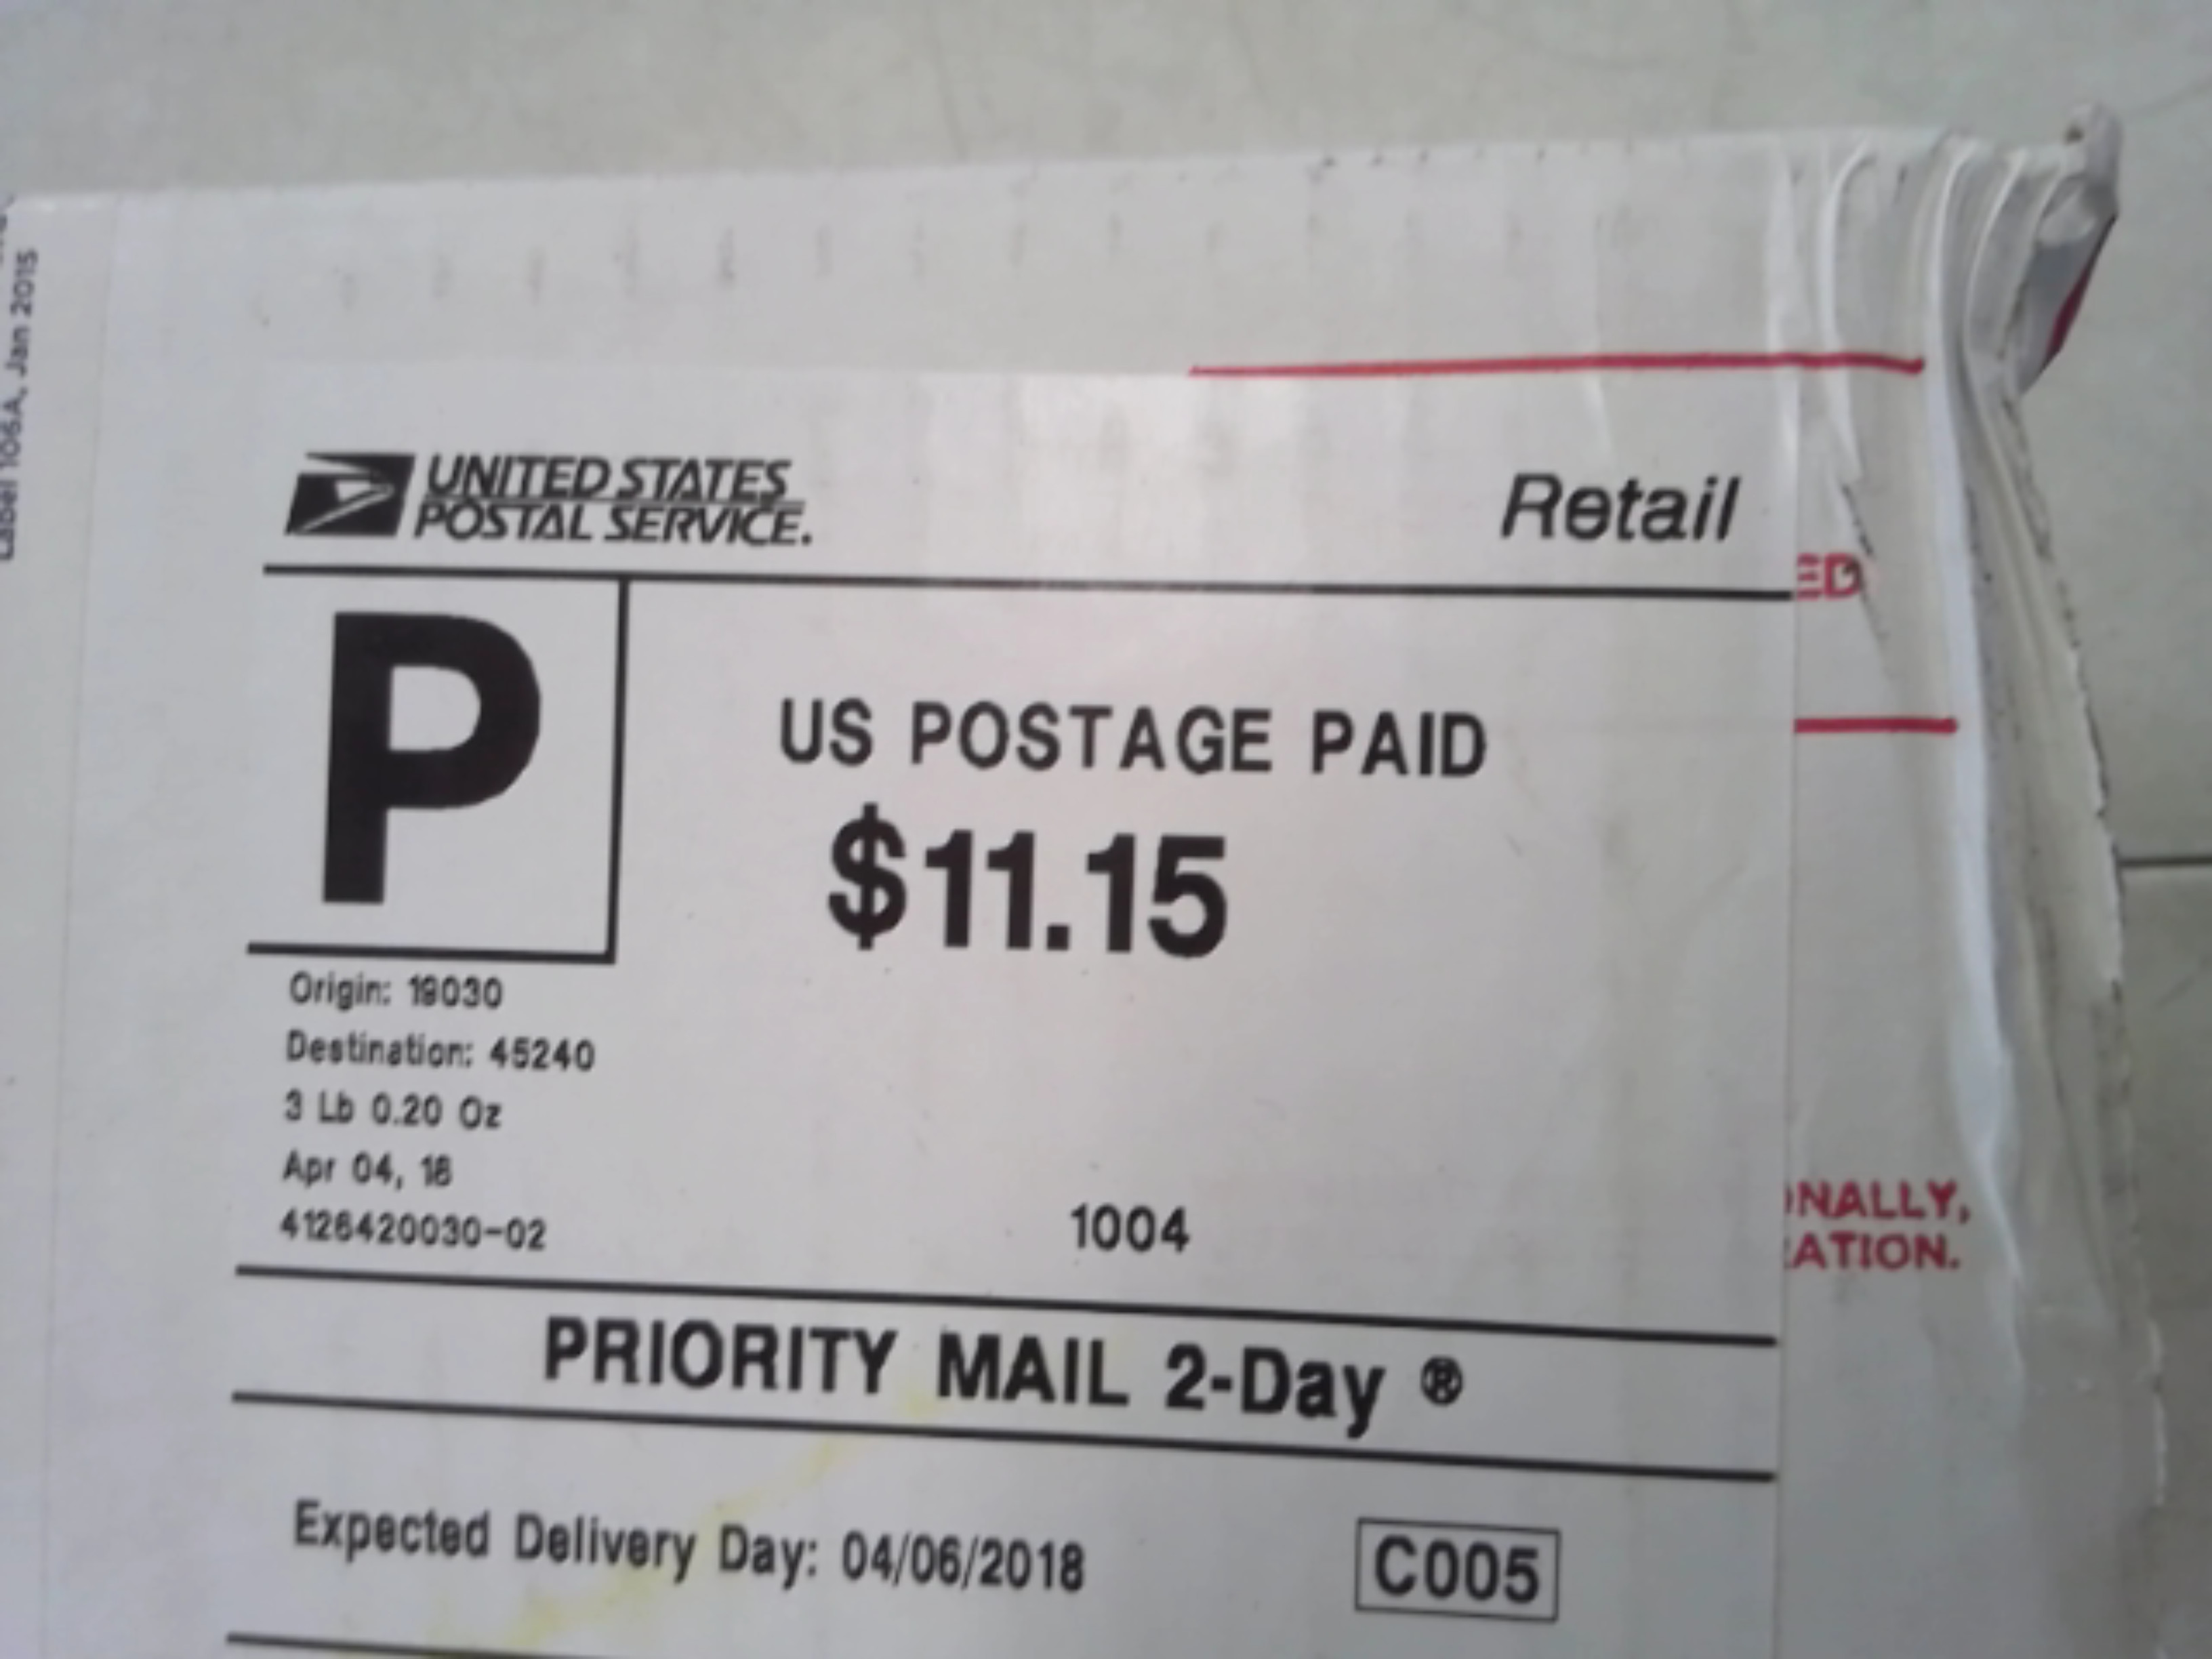 Label 106A, Jan 2015
UNITED STATES
POSTAL SERVICE.
Retail
ED
P
US POSTAGE PAID
$11.15
Origin: 19030
Destination: 45240
3 Lb 0.20 Oz
Apr 04, 18
4126420030-02
1004
NALLY,
ATION.
PRIORITY MAIL 2-Day ®
Expected Delivery Day: 04/06/2018
C005